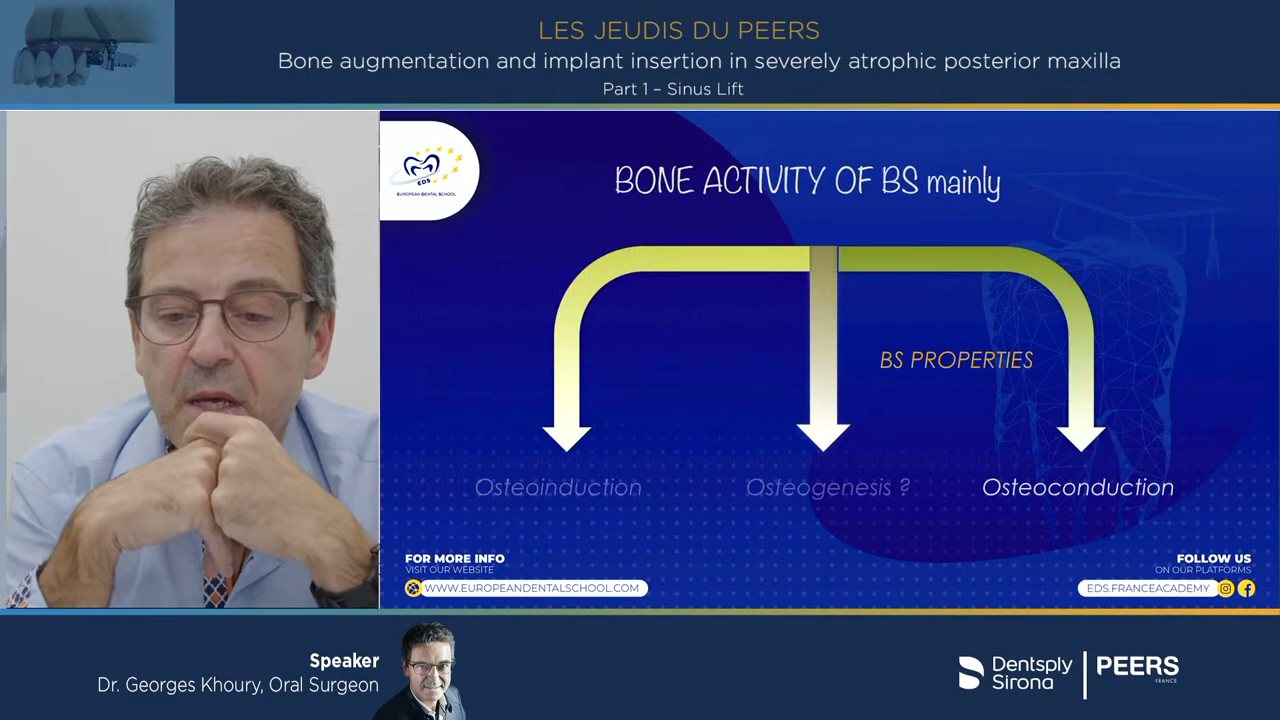 LES JEUDIS DU PEERS
Bone augmentation and implant insertion in severely atrophic posterior maxilla
Part 1 – Sinus Lift
EDS
EUROPEAN DENTAL SCHOOL
BONE ACTIVITY OF BS mainly
BS PROPERTIES
Osteoinduction
Osteogenesis ?
Osteoconduction
FOR MORE INFO
VISIT OUR WEBSITE
WWW.EUROPEANDENTALSCHOOL.COM
FOLLOW US
ON OUR PLATFORMS
EDS.FRANCEACADEMY
Speaker
Dr. Georges Khoury, Oral Surgeon
Dentsply
Sirona
PEERS
FRANCE